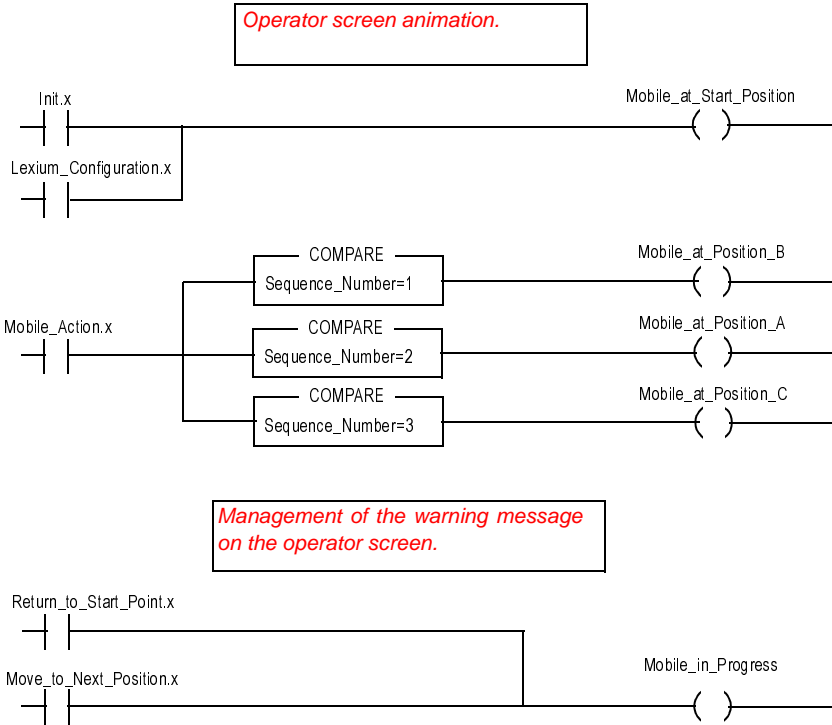 Operator screen animation.
Init.x
Mobile_at_Start_Position
Lexium_Configuration.x
COMPARE
Mobile_at_Position_B
Sequence_Number=1
Mobile_Action.x
COMPARE
Mobile_at_Position_A
Sequence_Number=2
COMPARE
Mobile_at_Position_C
Sequence_Number=3
Management of the warning message
on the operator screen.
Return_to_Start_Point.x
Mobile_in_Progress
Move_to_Next_Position.x